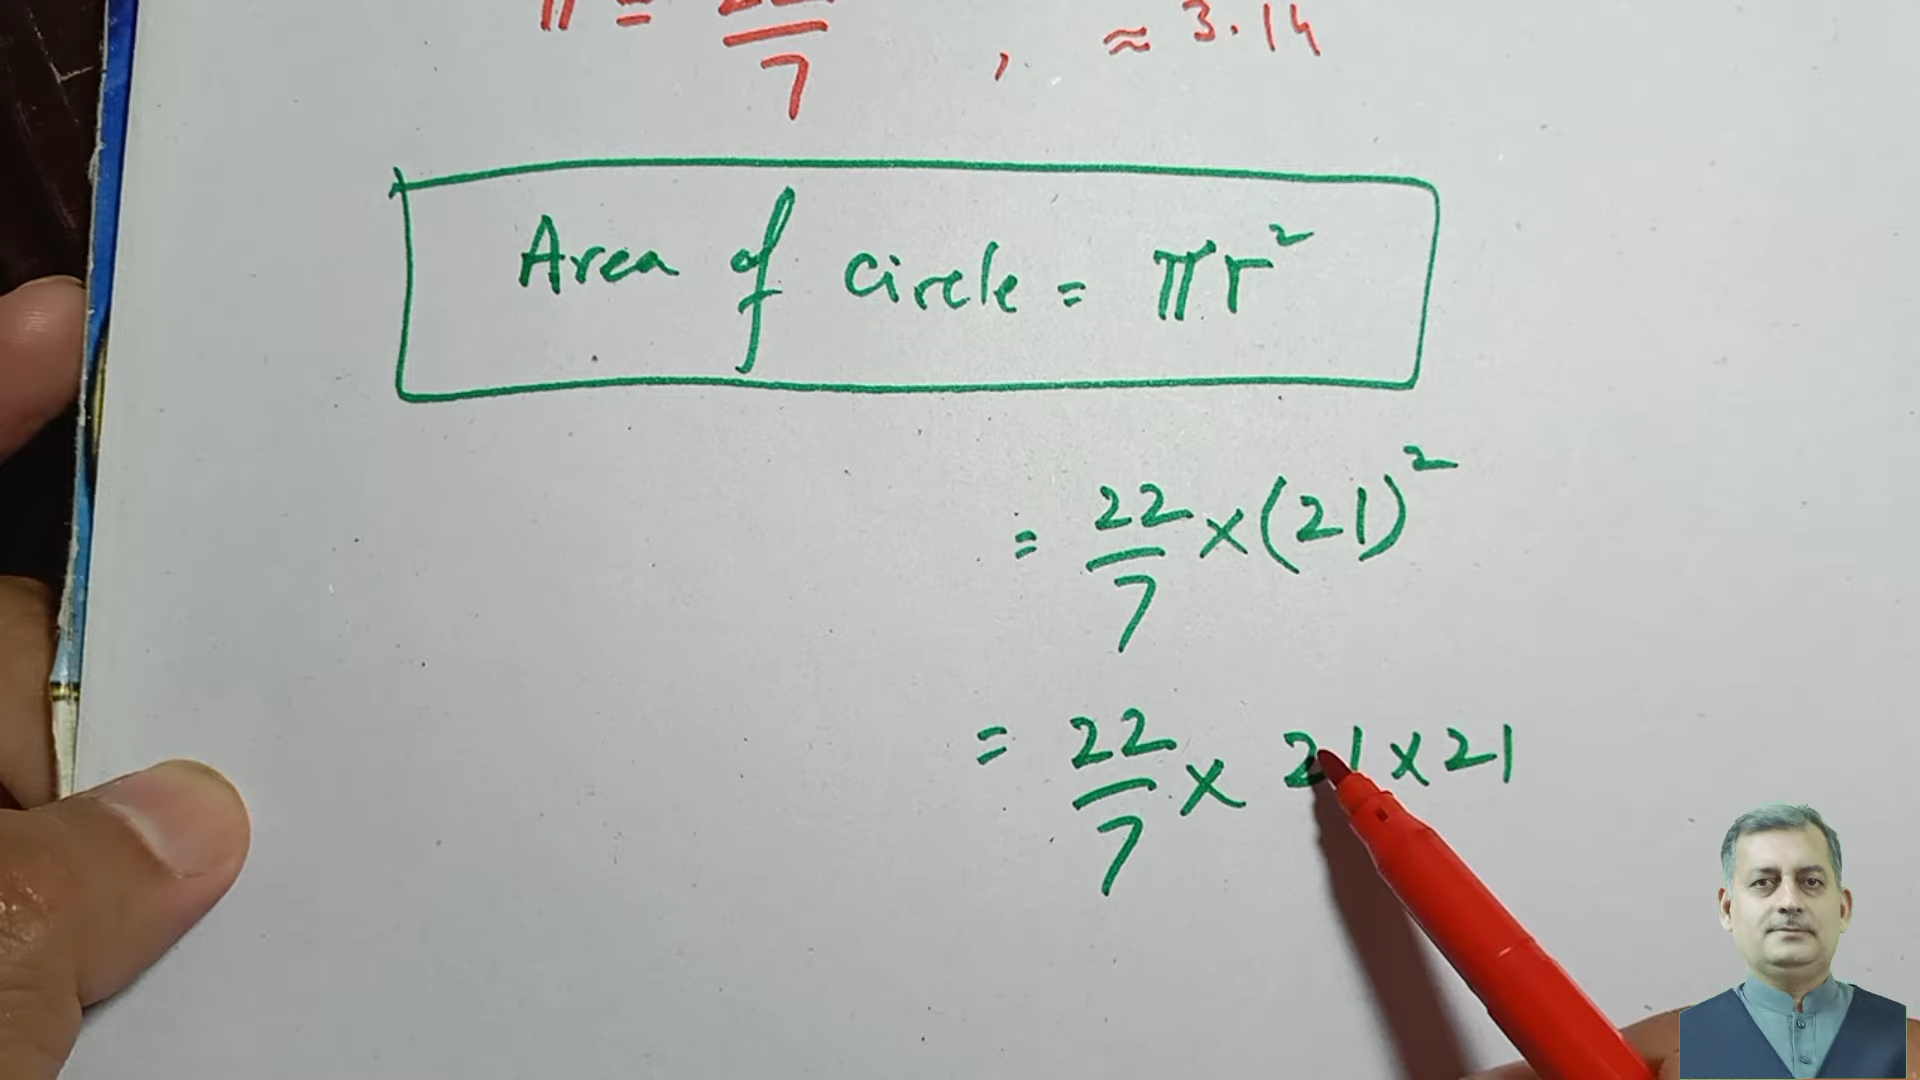 π = 22/7 , ≈ 3.14
Area of circle = πr²
= 22/7 × (21)²
= 22/7 × 21 × 21